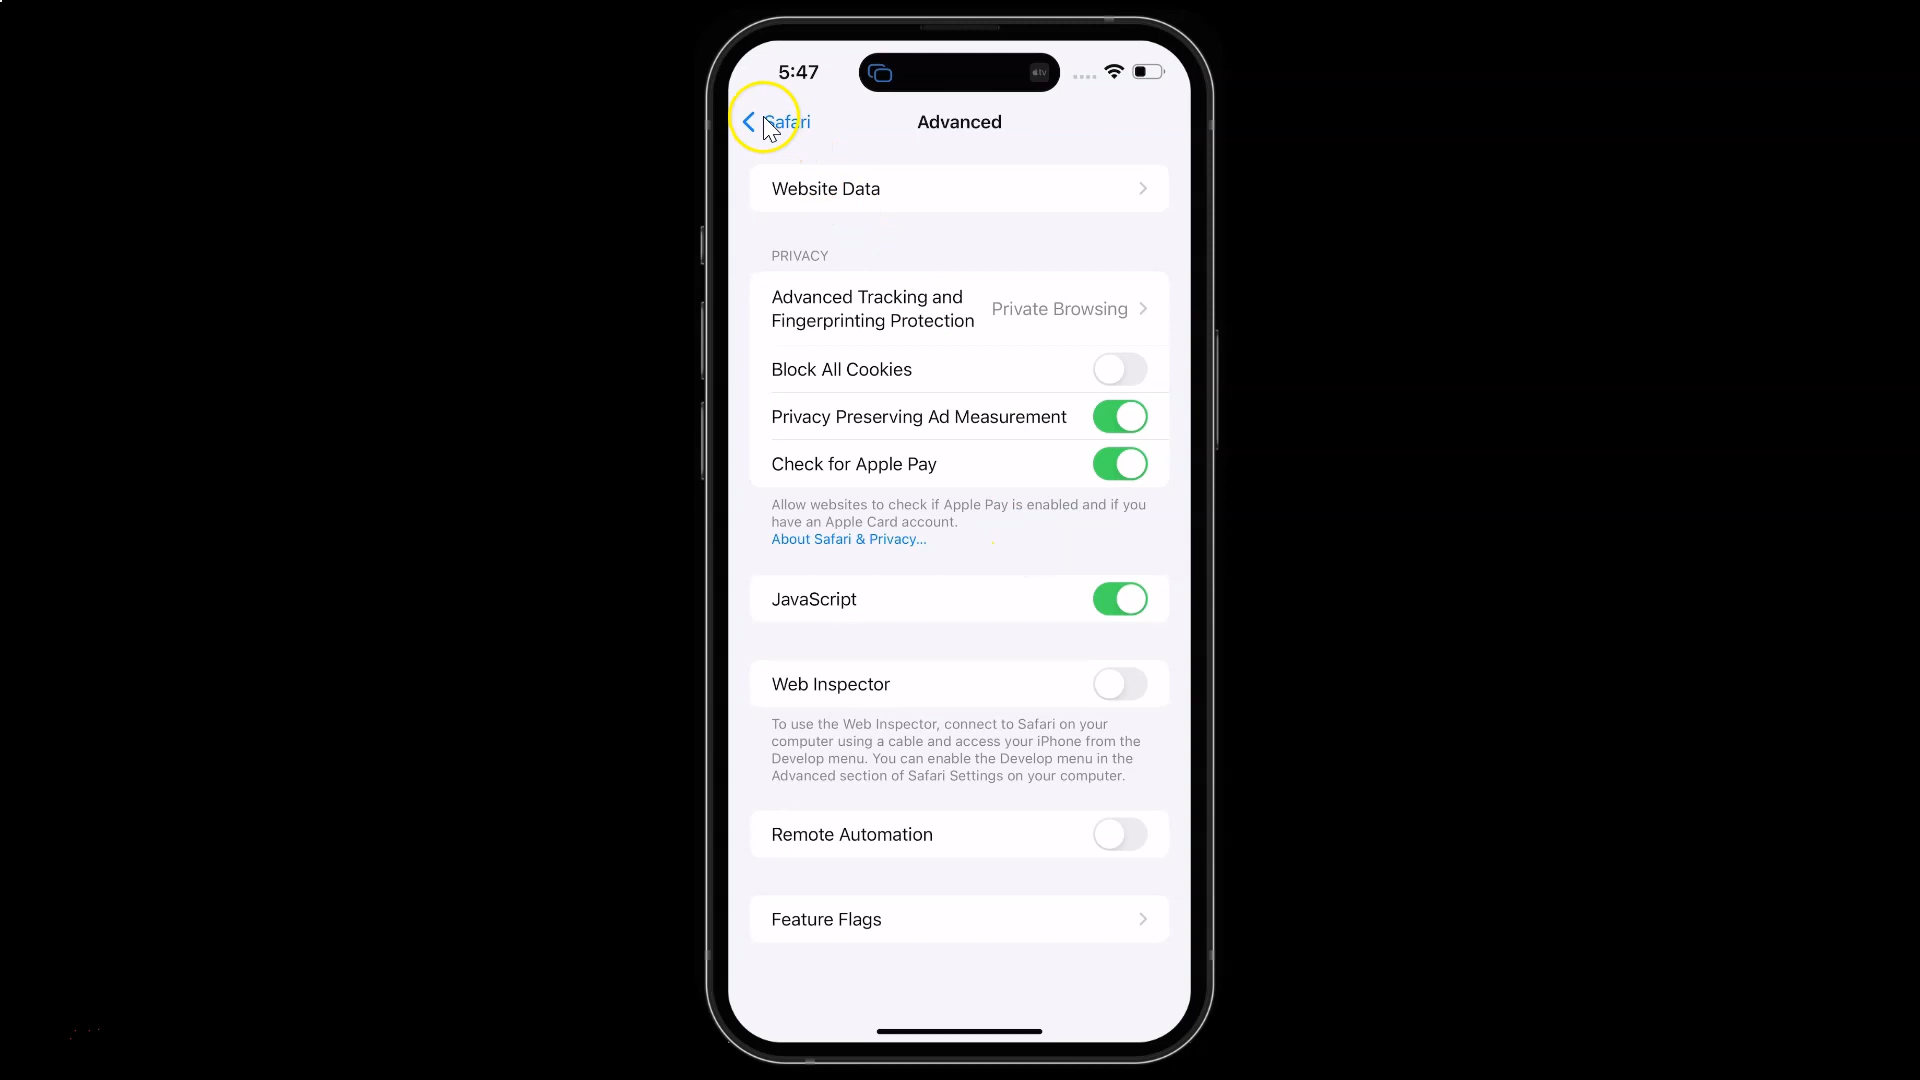 5:47
tv
Safari
Advanced
Website Data
PRIVACY
Advanced Tracking and
Fingerprinting Protection
Private Browsing
Block All Cookies
Privacy Preserving Ad Measurement
Check for Apple Pay
Allow websites to check if Apple Pay is enabled and if you
have an Apple Card account.
About Safari & Privacy...
JavaScript
Web Inspector
To use the Web Inspector, connect to Safari on your
computer using a cable and access your iPhone from the
Develop menu. You can enable the Develop menu in the
Advanced section of Safari Settings on your computer.
Remote Automation
Feature Flags